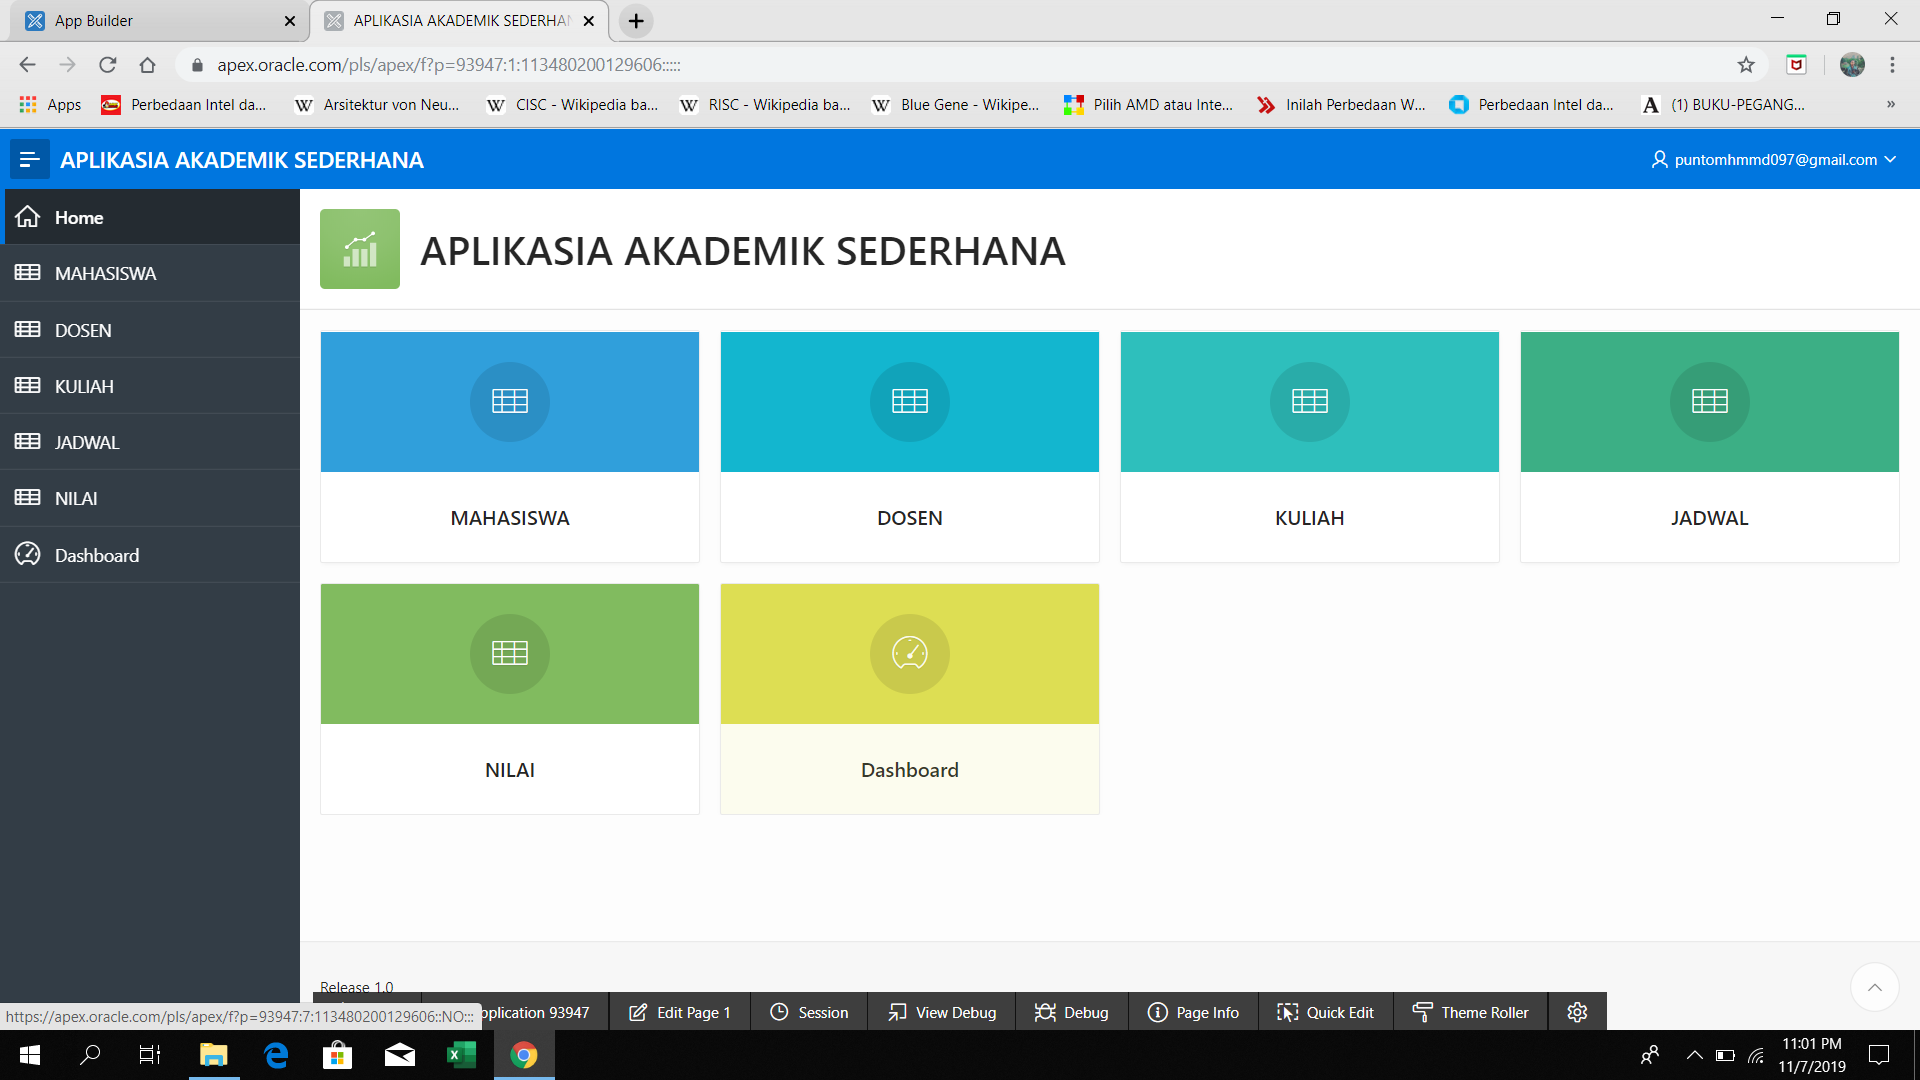 App Builder
APLIKASIA AKADEMIK SEDERHAN
apex.oracle.com/pls/apex/f?p=93947:1:113480200129606:::::
Apps
Perbedaan Intel da...
Arsitektur von Neu...
CISC - Wikipedia ba...
RISC - Wikipedia ba...
Blue Gene - Wikipe...
Pilih AMD atau Inte...
Inilah Perbedaan W...
Perbedaan Intel da...
(1) BUKU-PEGANG...
APLIKASIA AKADEMIK SEDERHANA
puntomhmmd097@gmail.com
Home
MAHASISWA
DOSEN
KULIAH
JADWAL
NILAI
Dashboard
APLIKASIA AKADEMIK SEDERHANA
MAHASISWA
DOSEN
KULIAH
JADWAL
NILAI
Dashboard
Release 1.0
https://apex.oracle.com/pls/apex/f?p=93947:7:113480200129606::NO:::
pplication 93947
Edit Page 1
Session
View Debug
Debug
Page Info
Quick Edit
Theme Roller
11:01 PM
11/7/2019